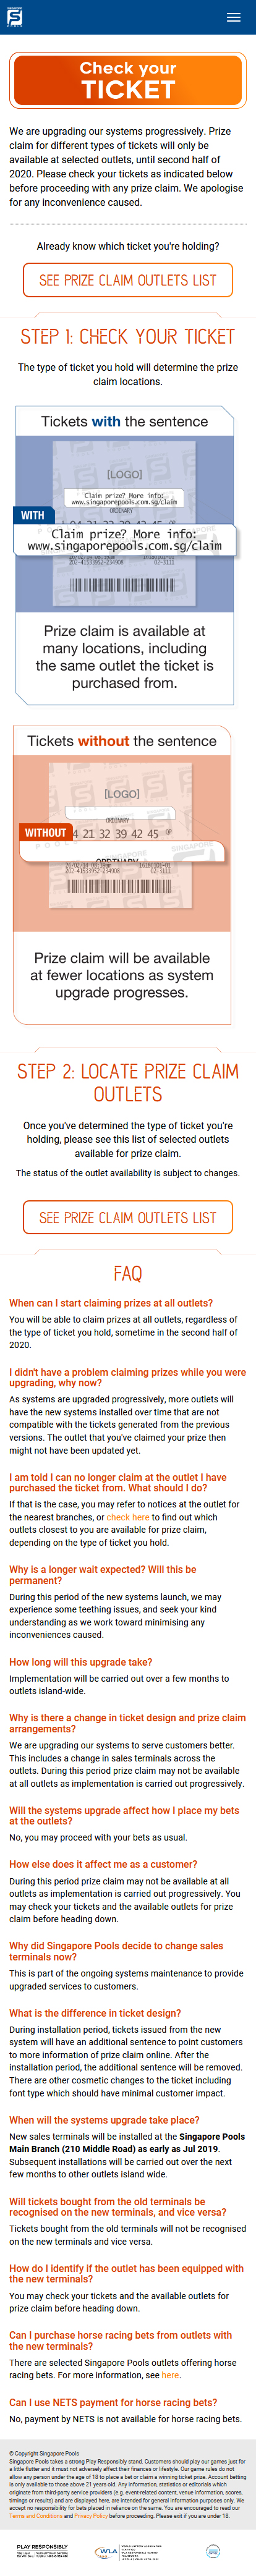 Check your
TICKET
We are upgrading our systems progressively. Prize
claim for different types of tickets will only be
available at selected outlets, until second half of
2020. Please check your tickets as indicated below
before proceeding with any prize claim. We apologise
for any inconvenience caused.
Already know which ticket you're holding?
SEE PRIZE CLAIM OUTLETS LIST
STEP 1: CHECK YOUR TICKET
The type of ticket you hold will determine the prize
claim locations.
Tickets with the sentence
[LOGO]
Claim prize? More info:
www.singaporepools.com.sg/claim
ORDINARY
WITH
Claim prize? More info:
www.singaporepools.com.sg/claim
Prize claim is available at
many locations, including
the same outlet the ticket is
purchased from.
Tickets without the sentence
[LOGO]
ORDINARY
WITHOUT
4 21 32 39 42 45
Prize claim will be available
at fewer locations as system
upgrade progresses.
STEP 2: LOCATE PRIZE CLAIM
OUTLETS
Once you've determined the type of ticket you're
holding, please see this list of selected outlets
available for prize claim.
The status of the outlet availability is subject to changes.
SEE PRIZE CLAIM OUTLETS LIST
FAQ
When can I start claiming prizes at all outlets?
You will be able to claim prizes at all outlets, regardless of
the type of ticket you hold, sometime in the second half of
2020.
I didn't have a problem claiming prizes while you were
upgrading, why now?
As systems are upgraded progressively, more outlets will
have the new systems installed over time that are not
compatible with the tickets generated from the previous
versions. The outlet that you've claimed your prize then
might not have been updated yet.
I am told I can no longer claim at the outlet I have
purchased the ticket from. What should I do?
If that is the case, you may refer to notices at the outlet for
the nearest branches, or check here to find out which
outlets closest to you are available for prize claim,
depending on the type of ticket you hold.
Why is a longer wait expected? Will this be
permanent?
During this period of the new systems launch, we may
experience some teething issues, and seek your kind
understanding as we work toward minimising any
inconveniences caused.
How long will this upgrade take?
Implementation will be carried out over a few months to
outlets island-wide.
Why is there a change in ticket design and prize claim
arrangements?
We are upgrading our systems to serve customers better.
This includes a change in sales terminals across the
outlets. During this period prize claim may not be available
at all outlets as implementation is carried out progressively.
Will the systems upgrade affect how I place my bets
at the outlets?
No, you may proceed with your bets as usual.
How else does it affect me as a customer?
During this period prize claim may not be available at all
outlets as implementation is carried out progressively. You
may check your tickets and the available outlets for prize
claim before heading down.
Why did Singapore Pools decide to change sales
terminals now?
This is part of the ongoing systems maintenance to provide
upgraded services to customers.
What is the difference in ticket design?
During installation period, tickets issued from the new
system will have an additional sentence to point customers
to more information of prize claim online. After the
installation period, the additional sentence will be removed.
There are other cosmetic changes to the ticket including
font type which should have minimal customer impact.
When will the systems upgrade take place?
New sales terminals will be installed at the Singapore Pools
Main Branch (210 Middle Road) as early as Jul 2019.
Subsequent installations will be carried out over the next
few months to other outlets island wide.
Will tickets bought from the old terminals be
recognised on the new terminals, and vice versa?
Tickets bought from the old terminals will not be recognised
on the new terminals and vice versa.
How do I identify if the outlet has been equipped with
the new terminals?
You may check your tickets and the available outlets for
prize claim before heading down.
Can I purchase horse racing bets from outlets with
the new terminals?
There are selected Singapore Pools outlets offering horse
racing bets. For more information, see here.
Can I use NETS payment for horse racing bets?
No, payment by NETS is not available for horse racing bets.
© Copyright Singapore Pools
Singapore Pools takes a strong Play Responsibly stand. Customers should play our games just for
a little flutter and it must not adversely affect their finances or lifestyle. Our game rules do not
allow any person under the age of 18 to place a bet or claim a winning ticket prize. Account betting
is only available to those above 21 years old. Any information, statistics or editorials which
originate from third-party service providers (e.g. event-related content, venue information, scores,
timings or results) and are displayed here, are intended for general information purposes only. We
accept no responsibility for bets placed in reliance on the same. You are encouraged to read our
Terms and Conditions and Privacy Policy before proceeding. Please exit if you are under 18.
PLAY RESPONSIBLY
WLA